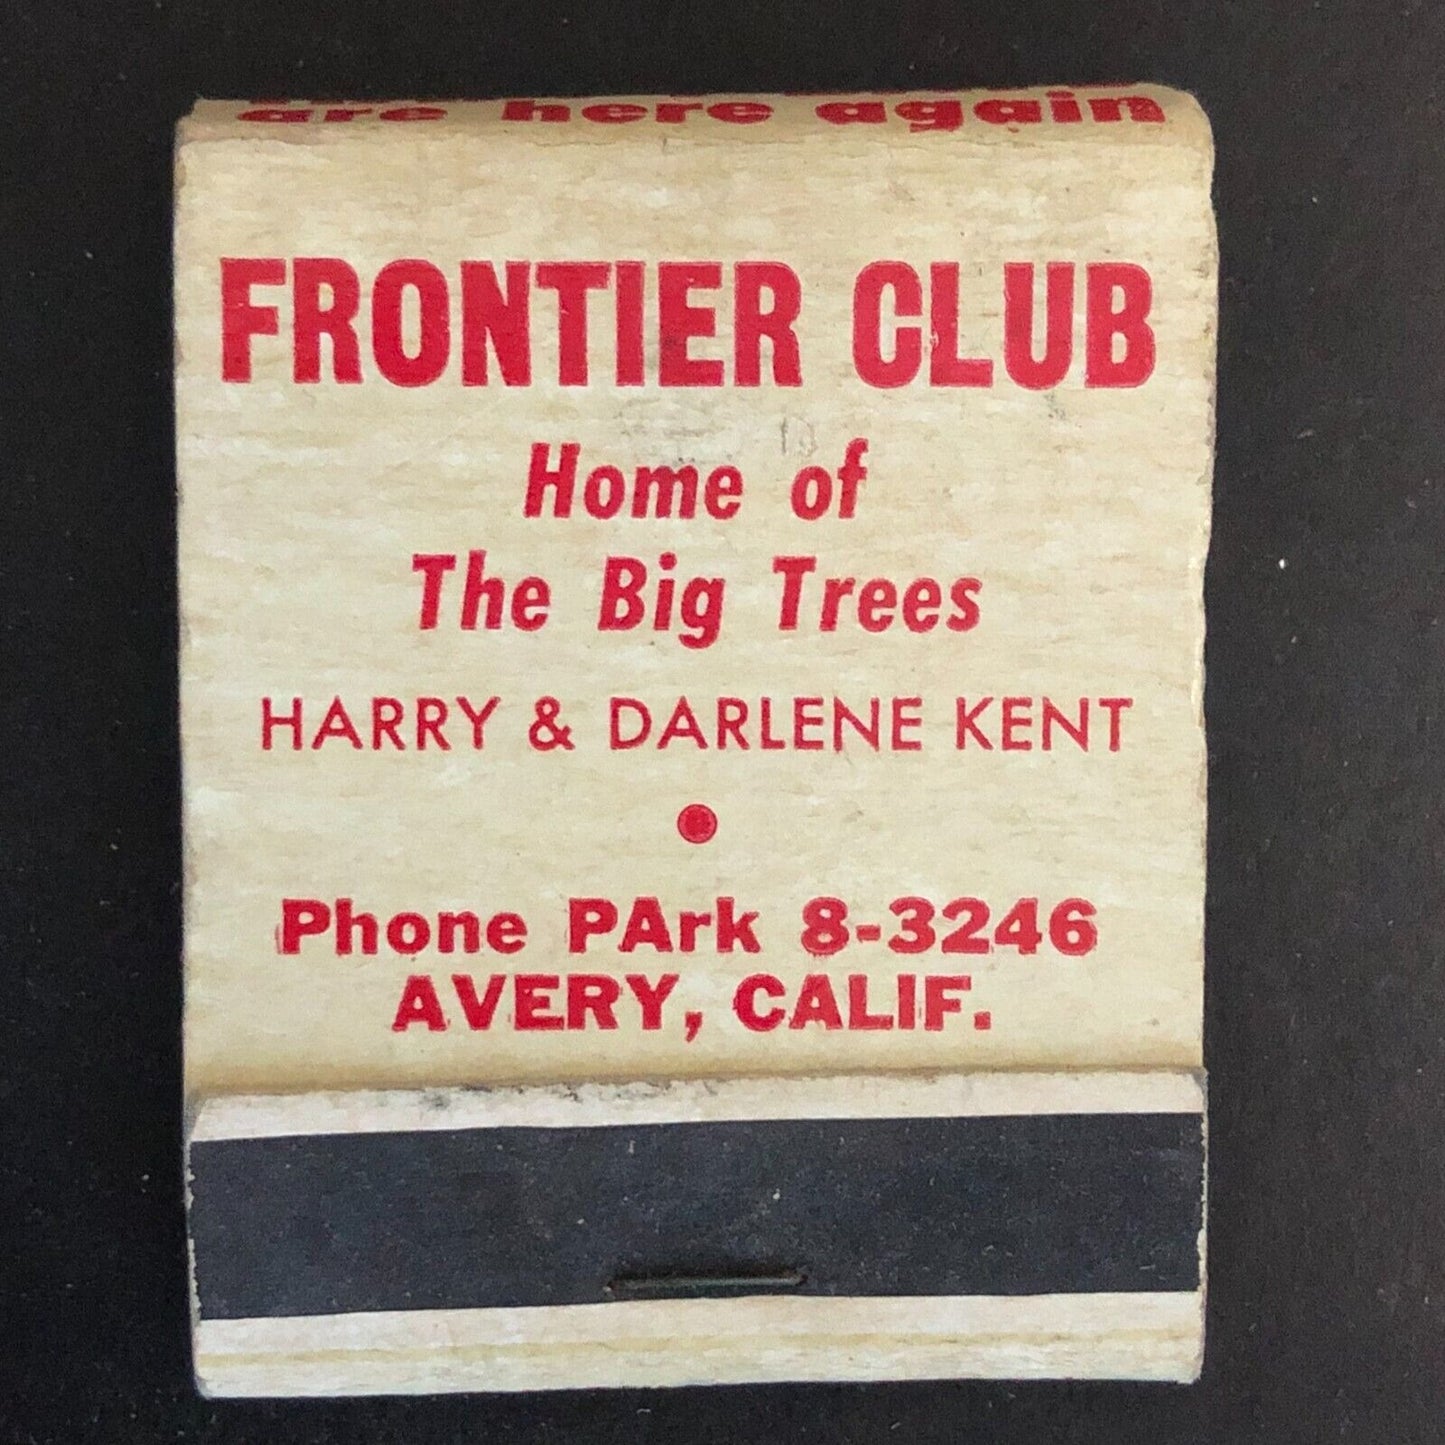 are here again
FRONTIER CLUB
Home of
The Big Trees
HARRY & DARLENE KENT
Phone PArk 8-3246
AVERY, CALIF.